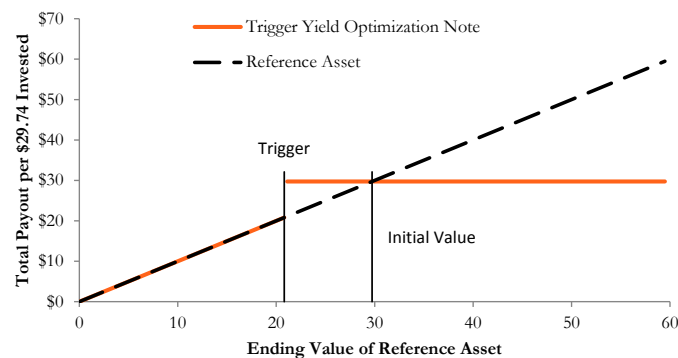 Trigger Yield Optimization Note
Reference Asset
Total Payout per $29.74 Invested
$70
$60
$50
$40
$30
$20
$10
$0
Trigger
Initial Value
0
10
20
30
40
50
60
Ending Value of Reference Asset